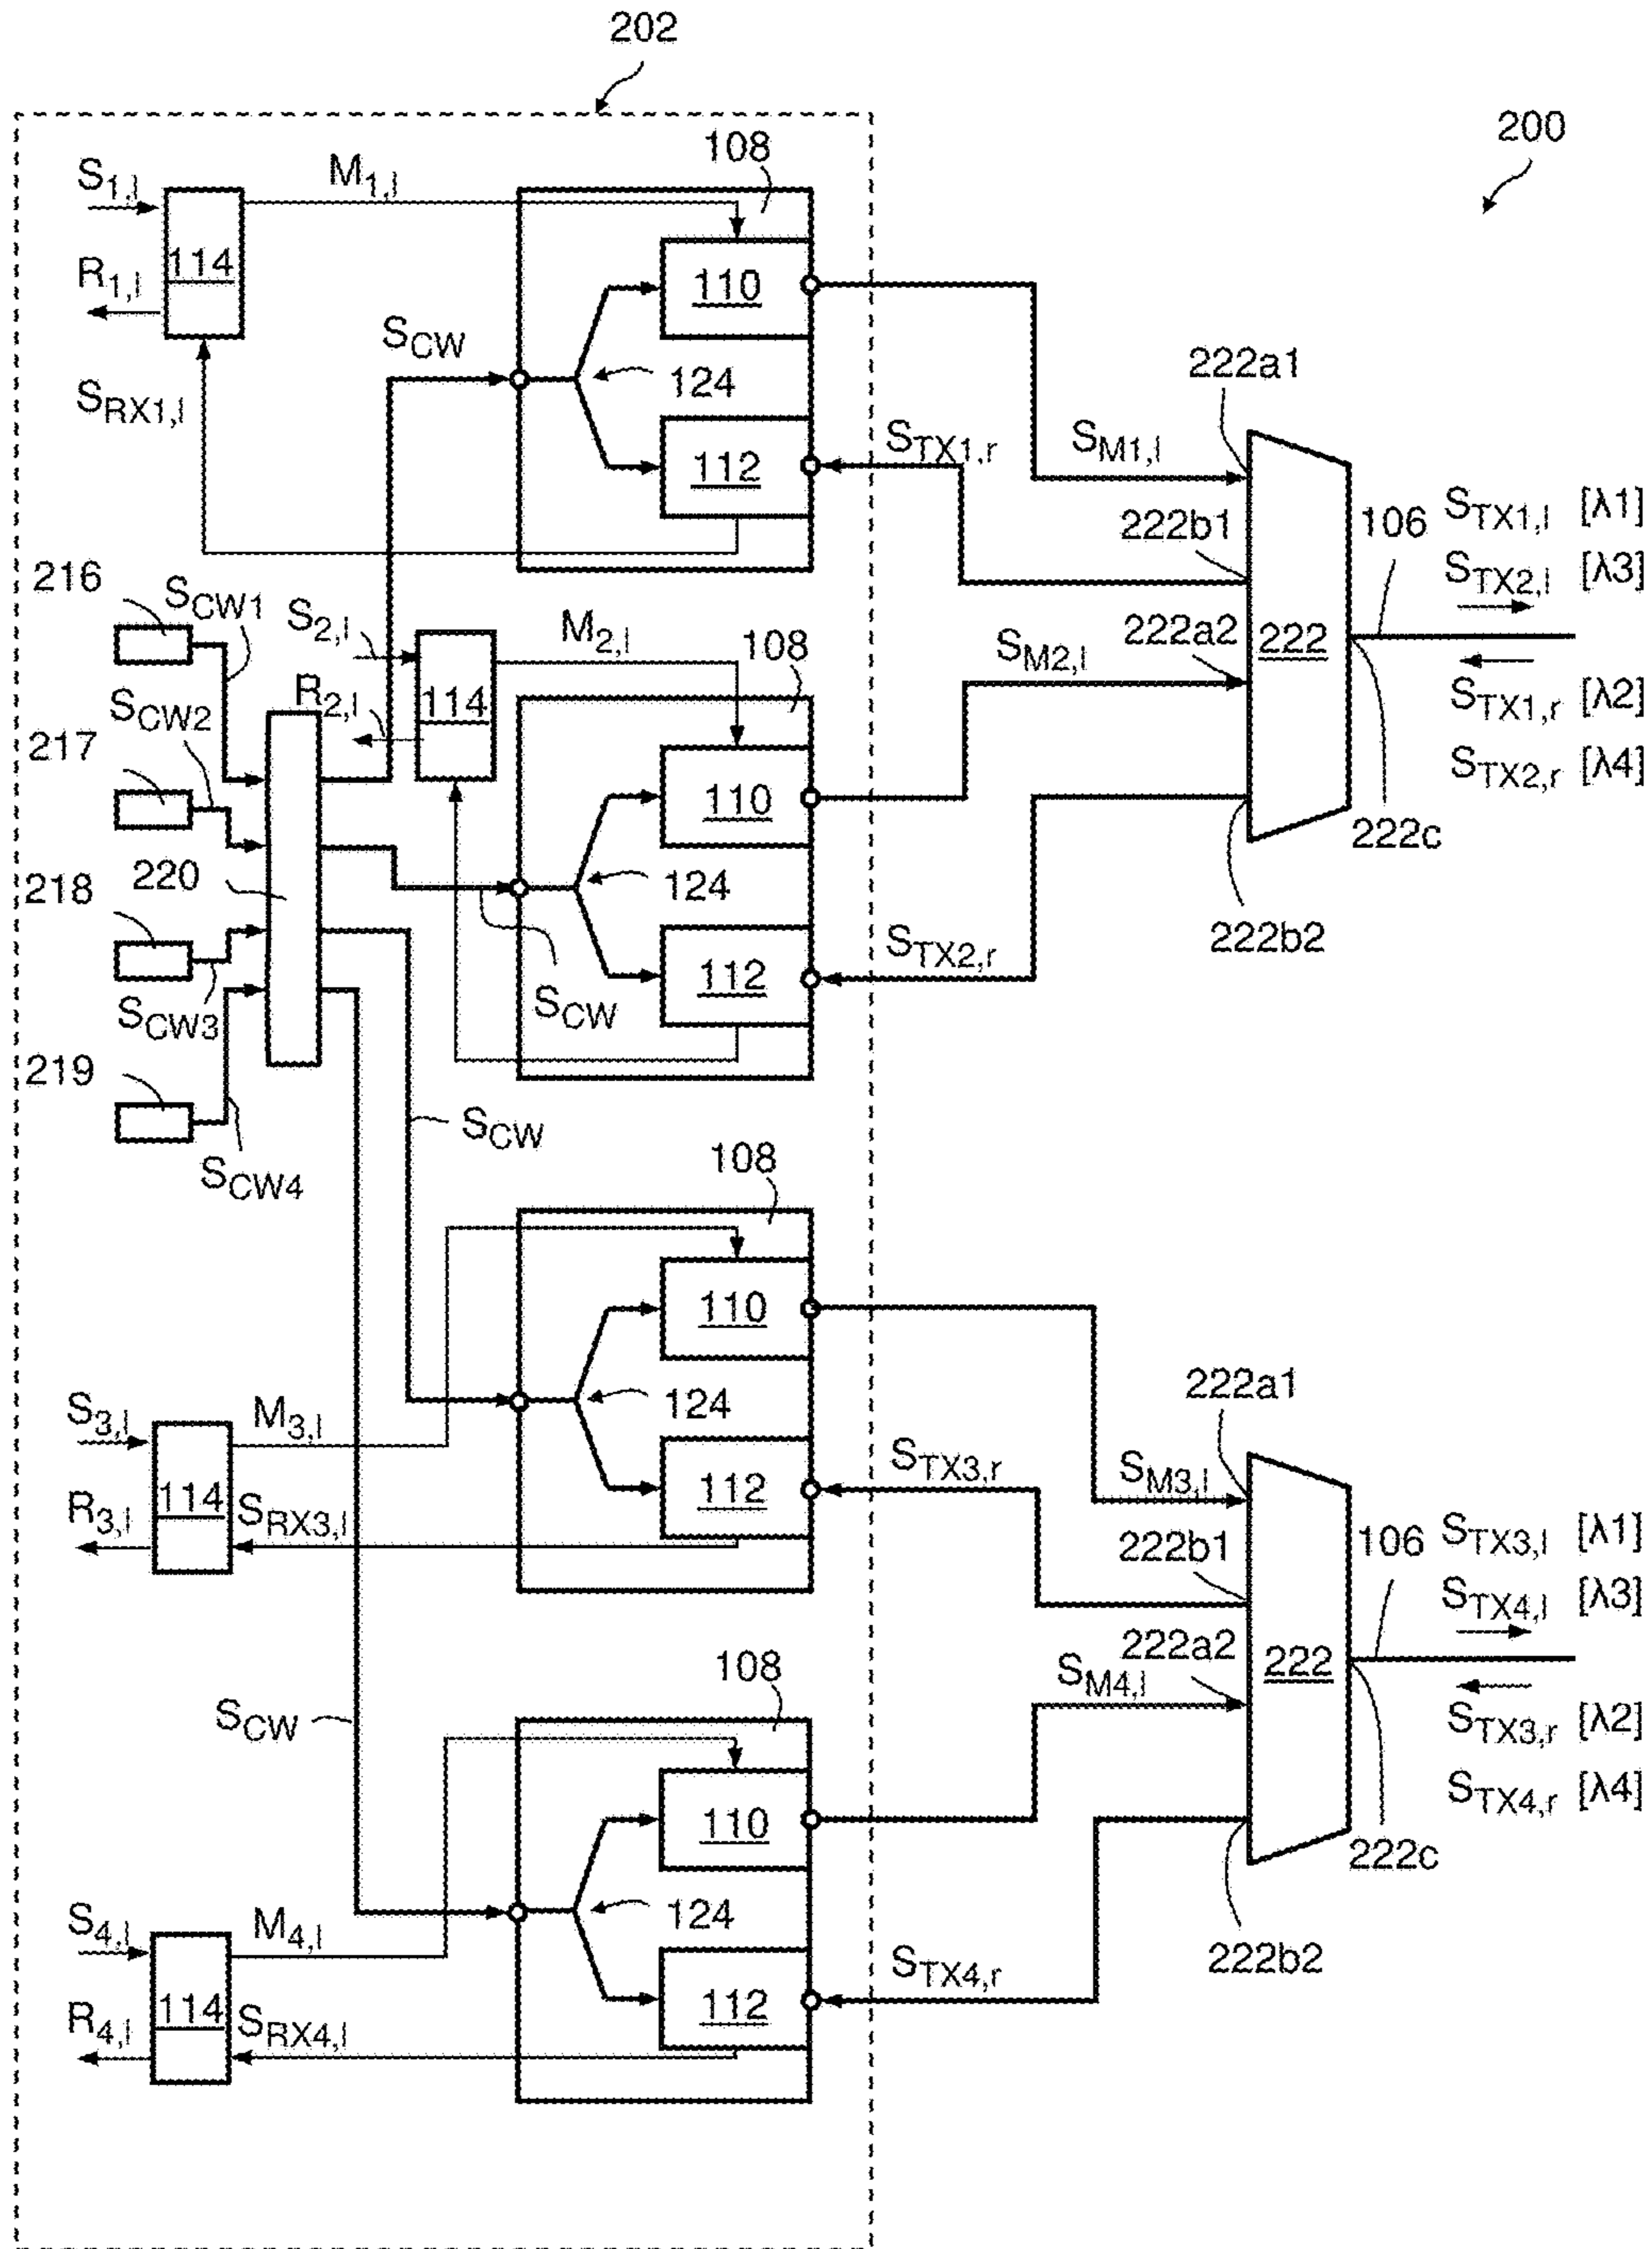 202
200
108
S1,l
M1,l
114
R1,l
110
SCW
124
SRX1,l
112
STX1,r
SM1,l
222a1
222b1
106
STX1,l [λ1]
STX2,l [λ3]
216
SCW1
S2,l
M2,l
108
222a2
222
SM2,l
R2,l
114
STX1,r [λ2]
SCW2
217
STX2,r [λ4]
110
222c
218
220
124
222b2
STX2,r
112
SCW
SCW3
219
SCW
SCW4
108
110
222a1
124
S3,l
M3,l
STX3,r
SM3,l
114
R3,l
SRX3,l
112
222b1
106
STX3,l [λ1]
STX4,l [λ3]
222a2
222
108
SM4,l
SCW
STX3,r [λ2]
STX4,r [λ4]
110
222c
124
S4,l
M4,l
222b2
STX4,r
114
R4,l
SRX4,l
112